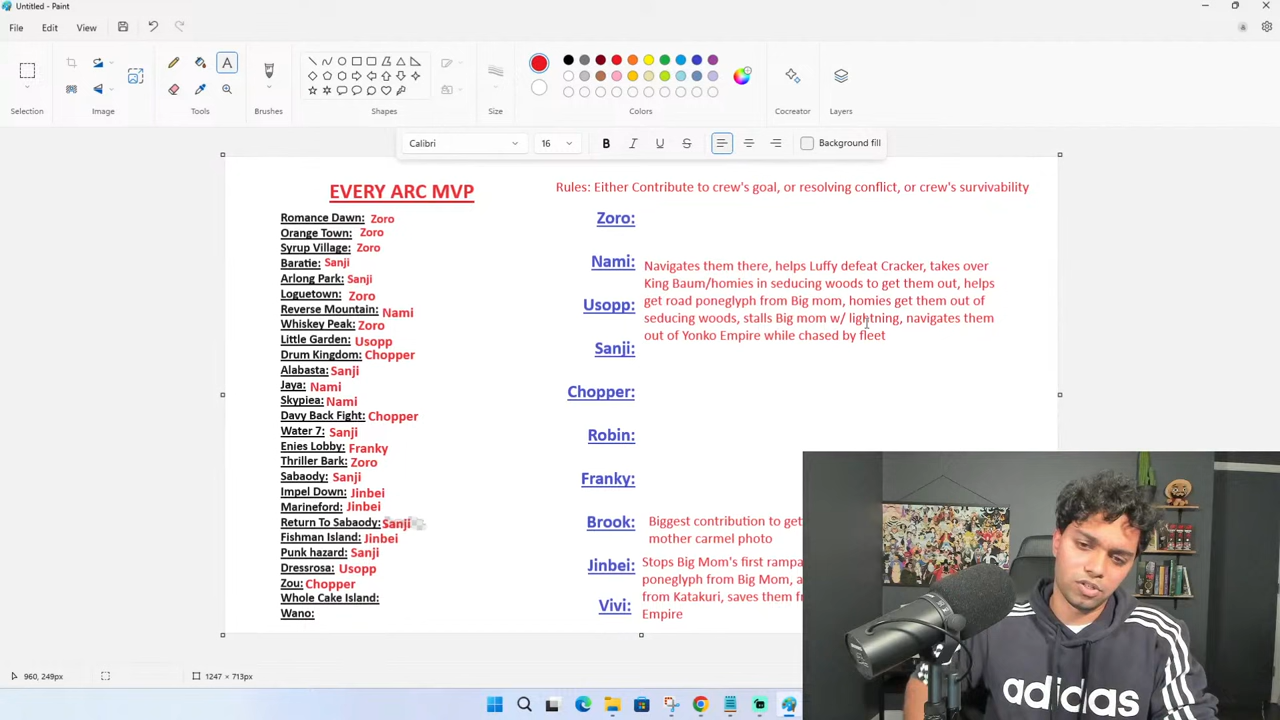 Untitled - Paint
File Edit View
Selection
Image
Tools
Brushes
Shapes
Size
Colors
Cocreator
Layers
Calibri
16
B I U S
Background fill
EVERY ARC MVP
Romance Dawn: Zoro
Orange Town: Zoro
Syrup Village: Zoro
Baratie: Sanji
Arlong Park: Sanji
Loguetown: Zoro
Reverse Mountain: Nami
Whiskey Peak: Zoro
Little Garden: Usopp
Drum Kingdom: Chopper
Alabasta: Sanji
Jaya: Nami
Skypiea: Nami
Davy Back Fight: Chopper
Water 7: Sanji
Enies Lobby: Franky
Thriller Bark: Zoro
Sabaody: Sanji
Impel Down: Jinbei
Marineford: Jinbei
Return To Sabaody: Sanji
Fishman Island: Jinbei
Punk hazard: Sanji
Dressrosa: Usopp
Zou: Chopper
Whole Cake Island:
Wano:
Rules: Either Contribute to crew's goal, or resolving conflict, or crew's survivability
Zoro:
Nami:
Navigates them there, helps Luffy defeat Cracker, takes over
King Baum/homies in seducing woods to get them out, helps
get road poneglyph from Big mom, homies get them out of
seducing woods, stalls Big mom w/ lightning, navigates them
out of Yonko Empire while chased by fleet
Usopp:
Sanji:
Chopper:
Robin:
Franky:
Brook:
Biggest contribution to get
mother carmel photo
Jinbei:
Stops Big Mom's first rampa
poneglyph from Big Mom, a
from Katakuri, saves them fr
Empire
Vivi:
adidas
960, 249px
1247 × 713px